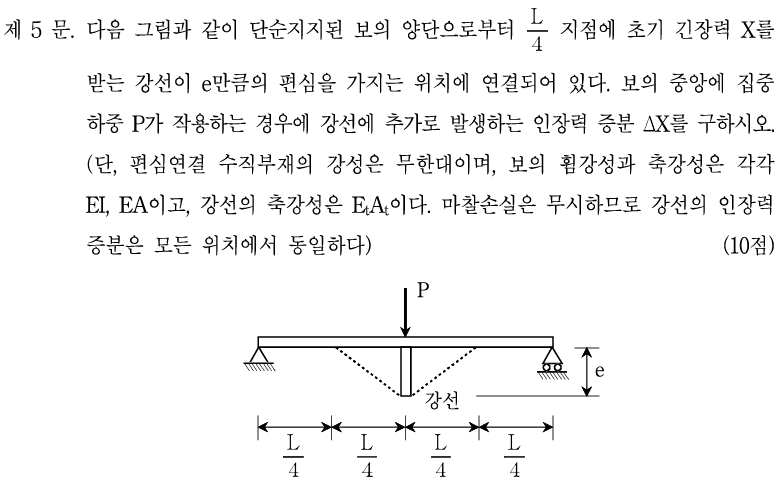 제 5 문. 다음 그림과 같이 단순지지된 보의 양단으로부터 L/4 지점에 초기 긴장력 X를
받는 강선이 e만큼의 편심을 가지는 위치에 연결되어 있다. 보의 중앙에 집중
하중 P가 작용하는 경우에 강선에 추가로 발생하는 인장력 증분 ΔX를 구하시오.
(단, 편심연결 수직부재의 강성은 무한대이며, 보의 휨강성과 축강성은 각각
EI, EA이고, 강선의 축강성은 EₜAₜ이다. 마찰손실은 무시하므로 강선의 인장력
증분은 모든 위치에서 동일하다) (10점)
P
e
강선
L/4 L/4 L/4 L/4